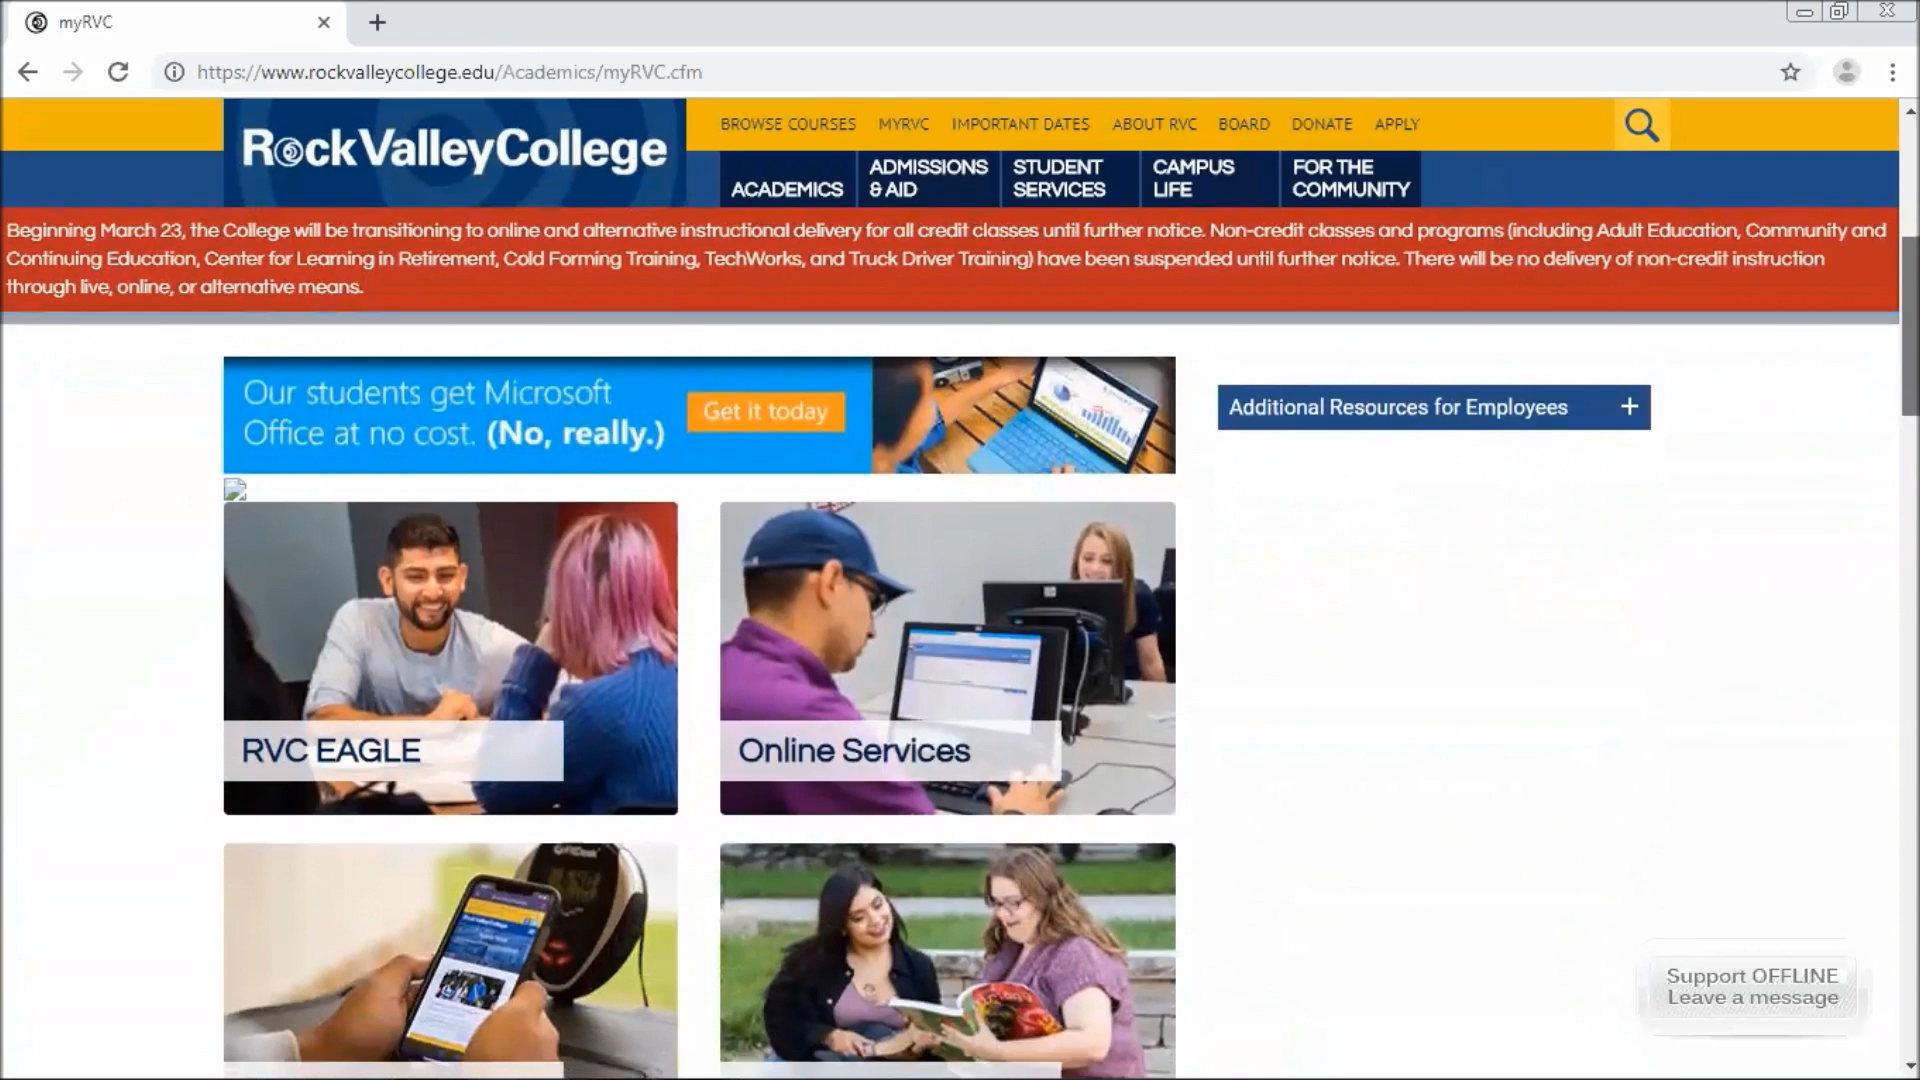 myRVC
https://www.rockvalleycollege.edu/Academics/myRVC.cfm
RockValleyCollege
BROWSE COURSES MYRVC IMPORTANT DATES ABOUT RVC BOARD DONATE APPLY
ACADEMICS
ADMISSIONS
& AID
STUDENT
SERVICES
CAMPUS
LIFE
FOR THE
COMMUNITY
Beginning March 23, the College will be transitioning to online and alternative instructional delivery for all credit classes until further notice. Non-credit classes and programs (including Adult Education, Community and
Continuing Education, Center for Learning in Retirement, Cold Forming Training, TechWorks, and Truck Driver Training) have been suspended until further notice. There will be no delivery of non-credit instruction
through live, online, or alternative means.
Our students get Microsoft
Office at no cost. (No, really.)
Get it today
Additional Resources for Employees +
RVC EAGLE
Online Services
Support OFFLINE
Leave a message